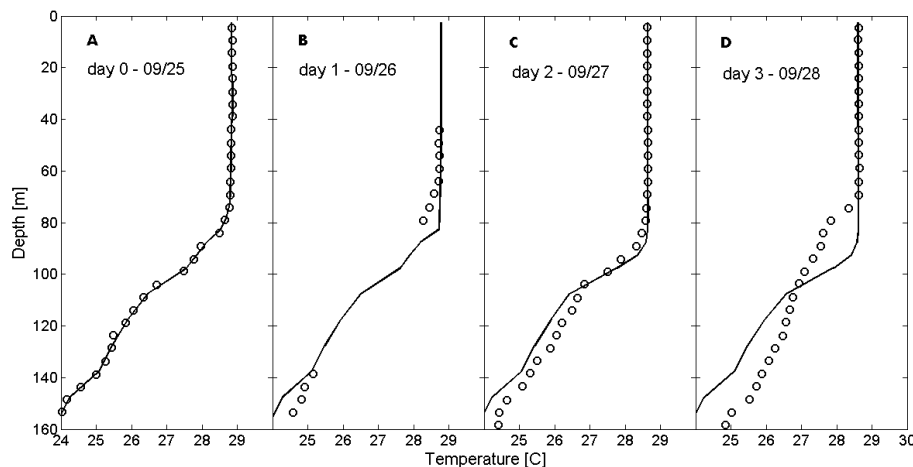 A
B
C
D
day 0 - 09/25
day 1 - 09/26
day 2 - 09/27
day 3 - 09/28
0
20
40
60
80
100
120
140
160
Depth [m]
24 25 26 27 28 29 25 26 27 28 29 25 26 27 28 29 25 26 27 28 29 30
Temperature [C]